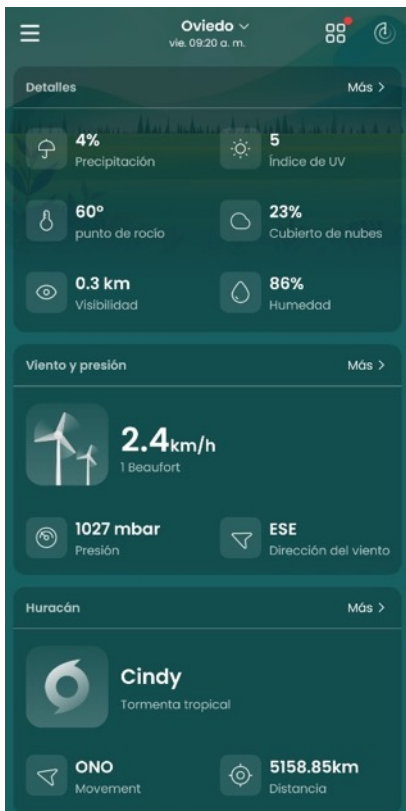 Oviedo
vie. 09:20 a. m.
Detalles
Más >
4%
Precipitación
5
Índice de UV
60°
punto de rocío
23%
Cubierto de nubes
0.3 km
Visibilidad
86%
Humedad
Viento y presión
Más >
2.4km/h
1 Beaufort
1027 mbar
Presión
ESE
Dirección del viento
Huracán
Más >
Cindy
Tormenta tropical
ONO
Movement
5158.85km
Distancia